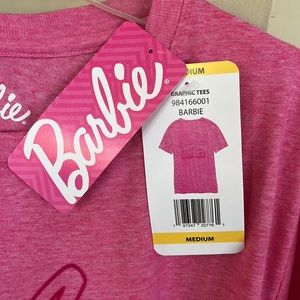 Barbie
MEDIUM
GRAPHIC TEES
984166001
BARBIE
MEDIUM